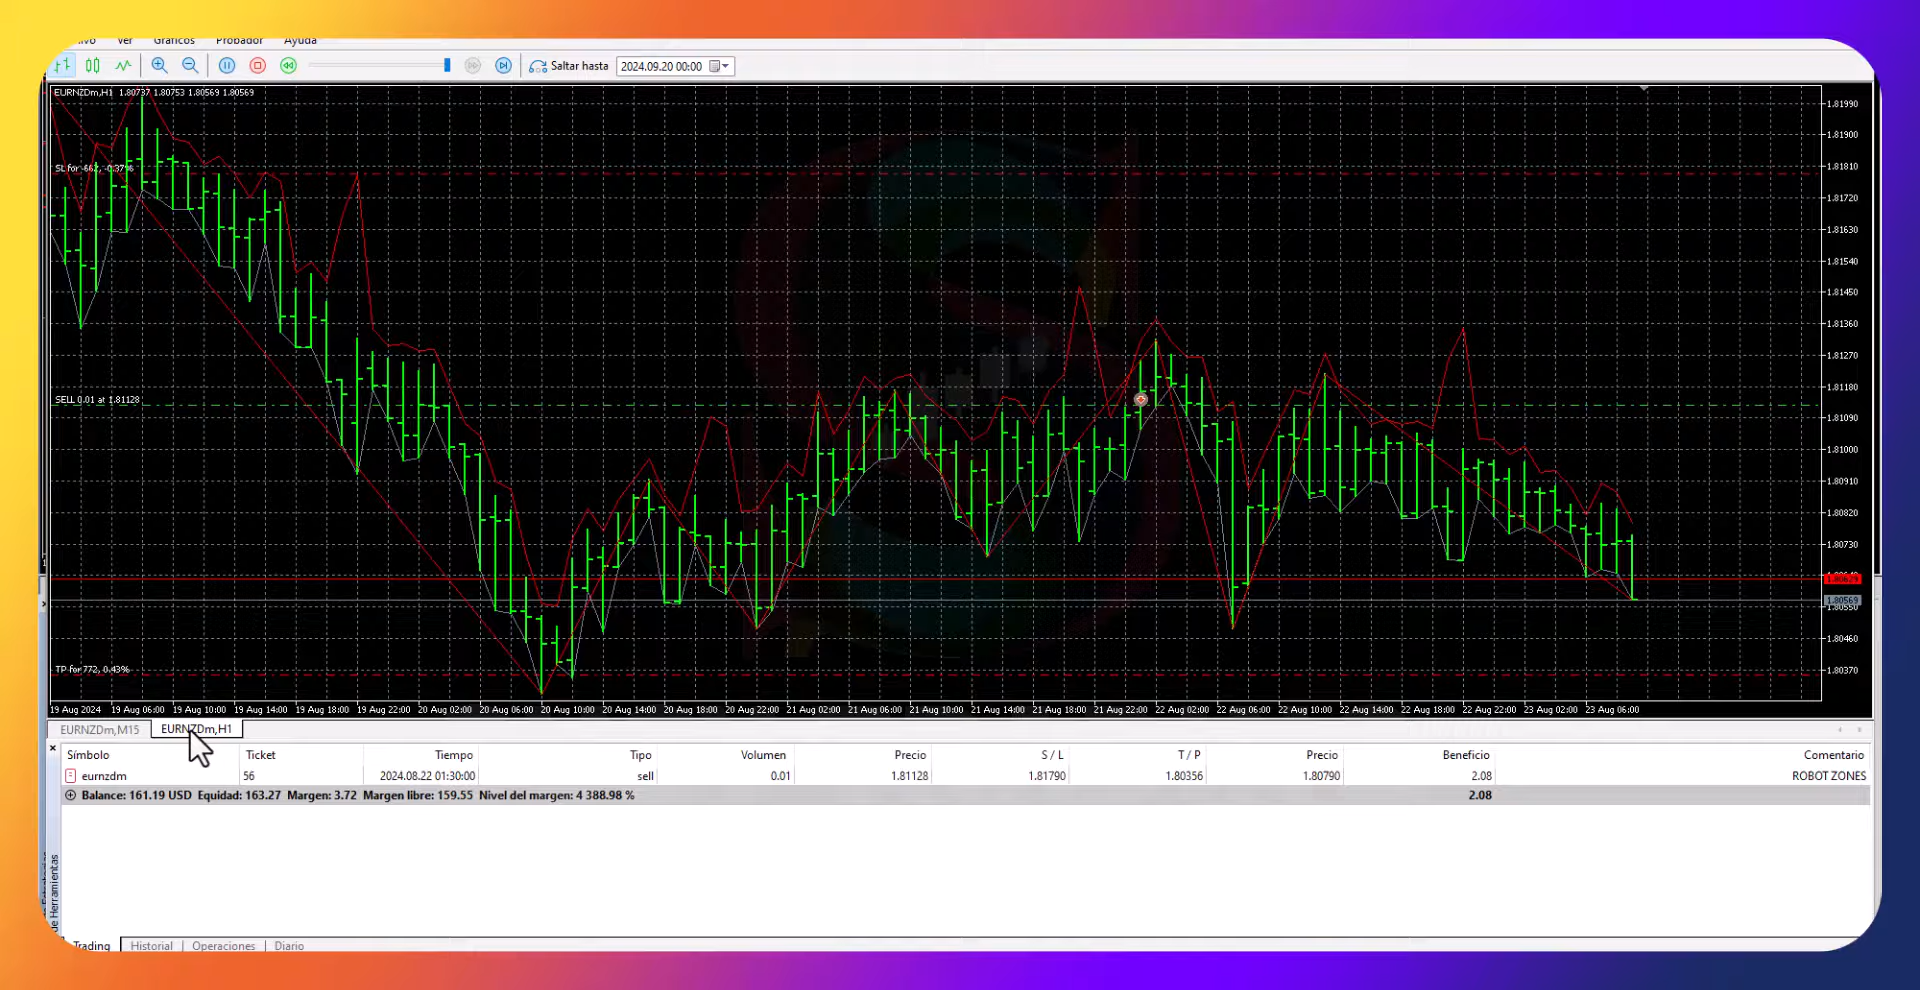 Ver Gráficos Probador Ayuda
Saltar hasta 2024.09.20 00:00
EURNZDm,H1 1.80737 1.80753 1.80569 1.80569
1.81990
1.81900
SL for -662, -0.37%
1.81810
1.81720
1.81630
1.81540
1.81450
1.81360
1.81270
1.81180
SELL 0.01 at 1.81128
1.81090
1.81000
1.80910
1.80820
1.80730
1.80629
1.80569
1.80550
1.80460
TP for 772, 0.43%
1.80370
19 Aug 2024 19 Aug 06:00 19 Aug 10:00 19 Aug 14:00 19 Aug 18:00 19 Aug 22:00 20 Aug 02:00 20 Aug 06:00 20 Aug 10:00 20 Aug 14:00 20 Aug 18:00 20 Aug 22:00 21 Aug 02:00 21 Aug 06:00 21 Aug 10:00 21 Aug 14:00 21 Aug 18:00 21 Aug 22:00 22 Aug 02:00 22 Aug 06:00 22 Aug 10:00 22 Aug 14:00 22 Aug 18:00 22 Aug 22:00 23 Aug 02:00 23 Aug 06:00
EURNZDm,M15 EURNZDm,H1
Símbolo Ticket Tiempo Tipo Volumen Precio S / L T / P Precio Beneficio Comentario
eurnzdm 56 2024.08.22 01:30:00 sell 0.01 1.81128 1.81790 1.80356 1.80790 2.08 ROBOT ZONES
Balance: 161.19 USD Equidad: 163.27 Margen: 3.72 Margen libre: 159.55 Nivel del margen: 4 388.98 % 2.08
de Herramientas
Trading Historial Operaciones Diario